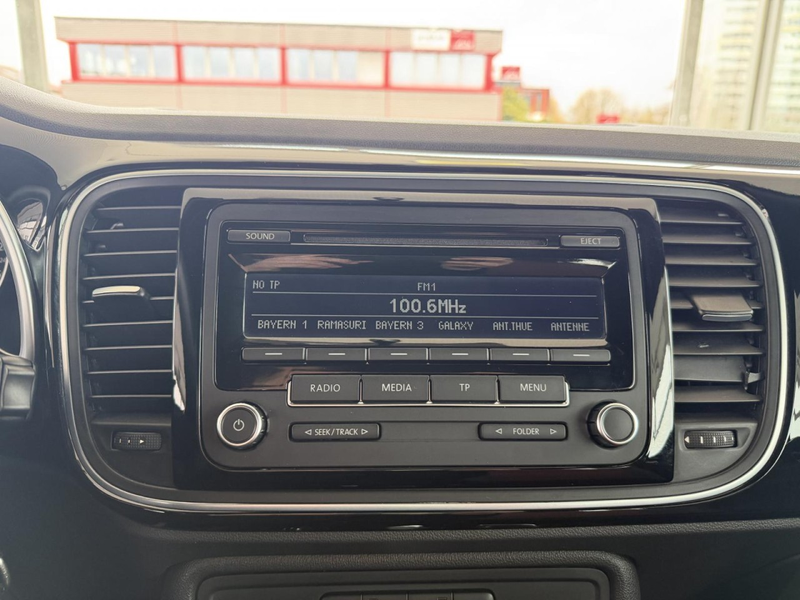 SOUND EJECT
NO TP FM1
100.6MHz
BAYERN 1 RAMASURI BAYERN 3 GALAXY ANT.THUE ANTENNE
RADIO MEDIA TP MENU
SEEK/TRACK FOLDER